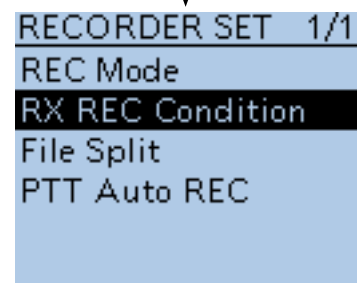 RECORDER SET 1/1
REC Mode
RX REC Condition
File Split
PTT Auto REC